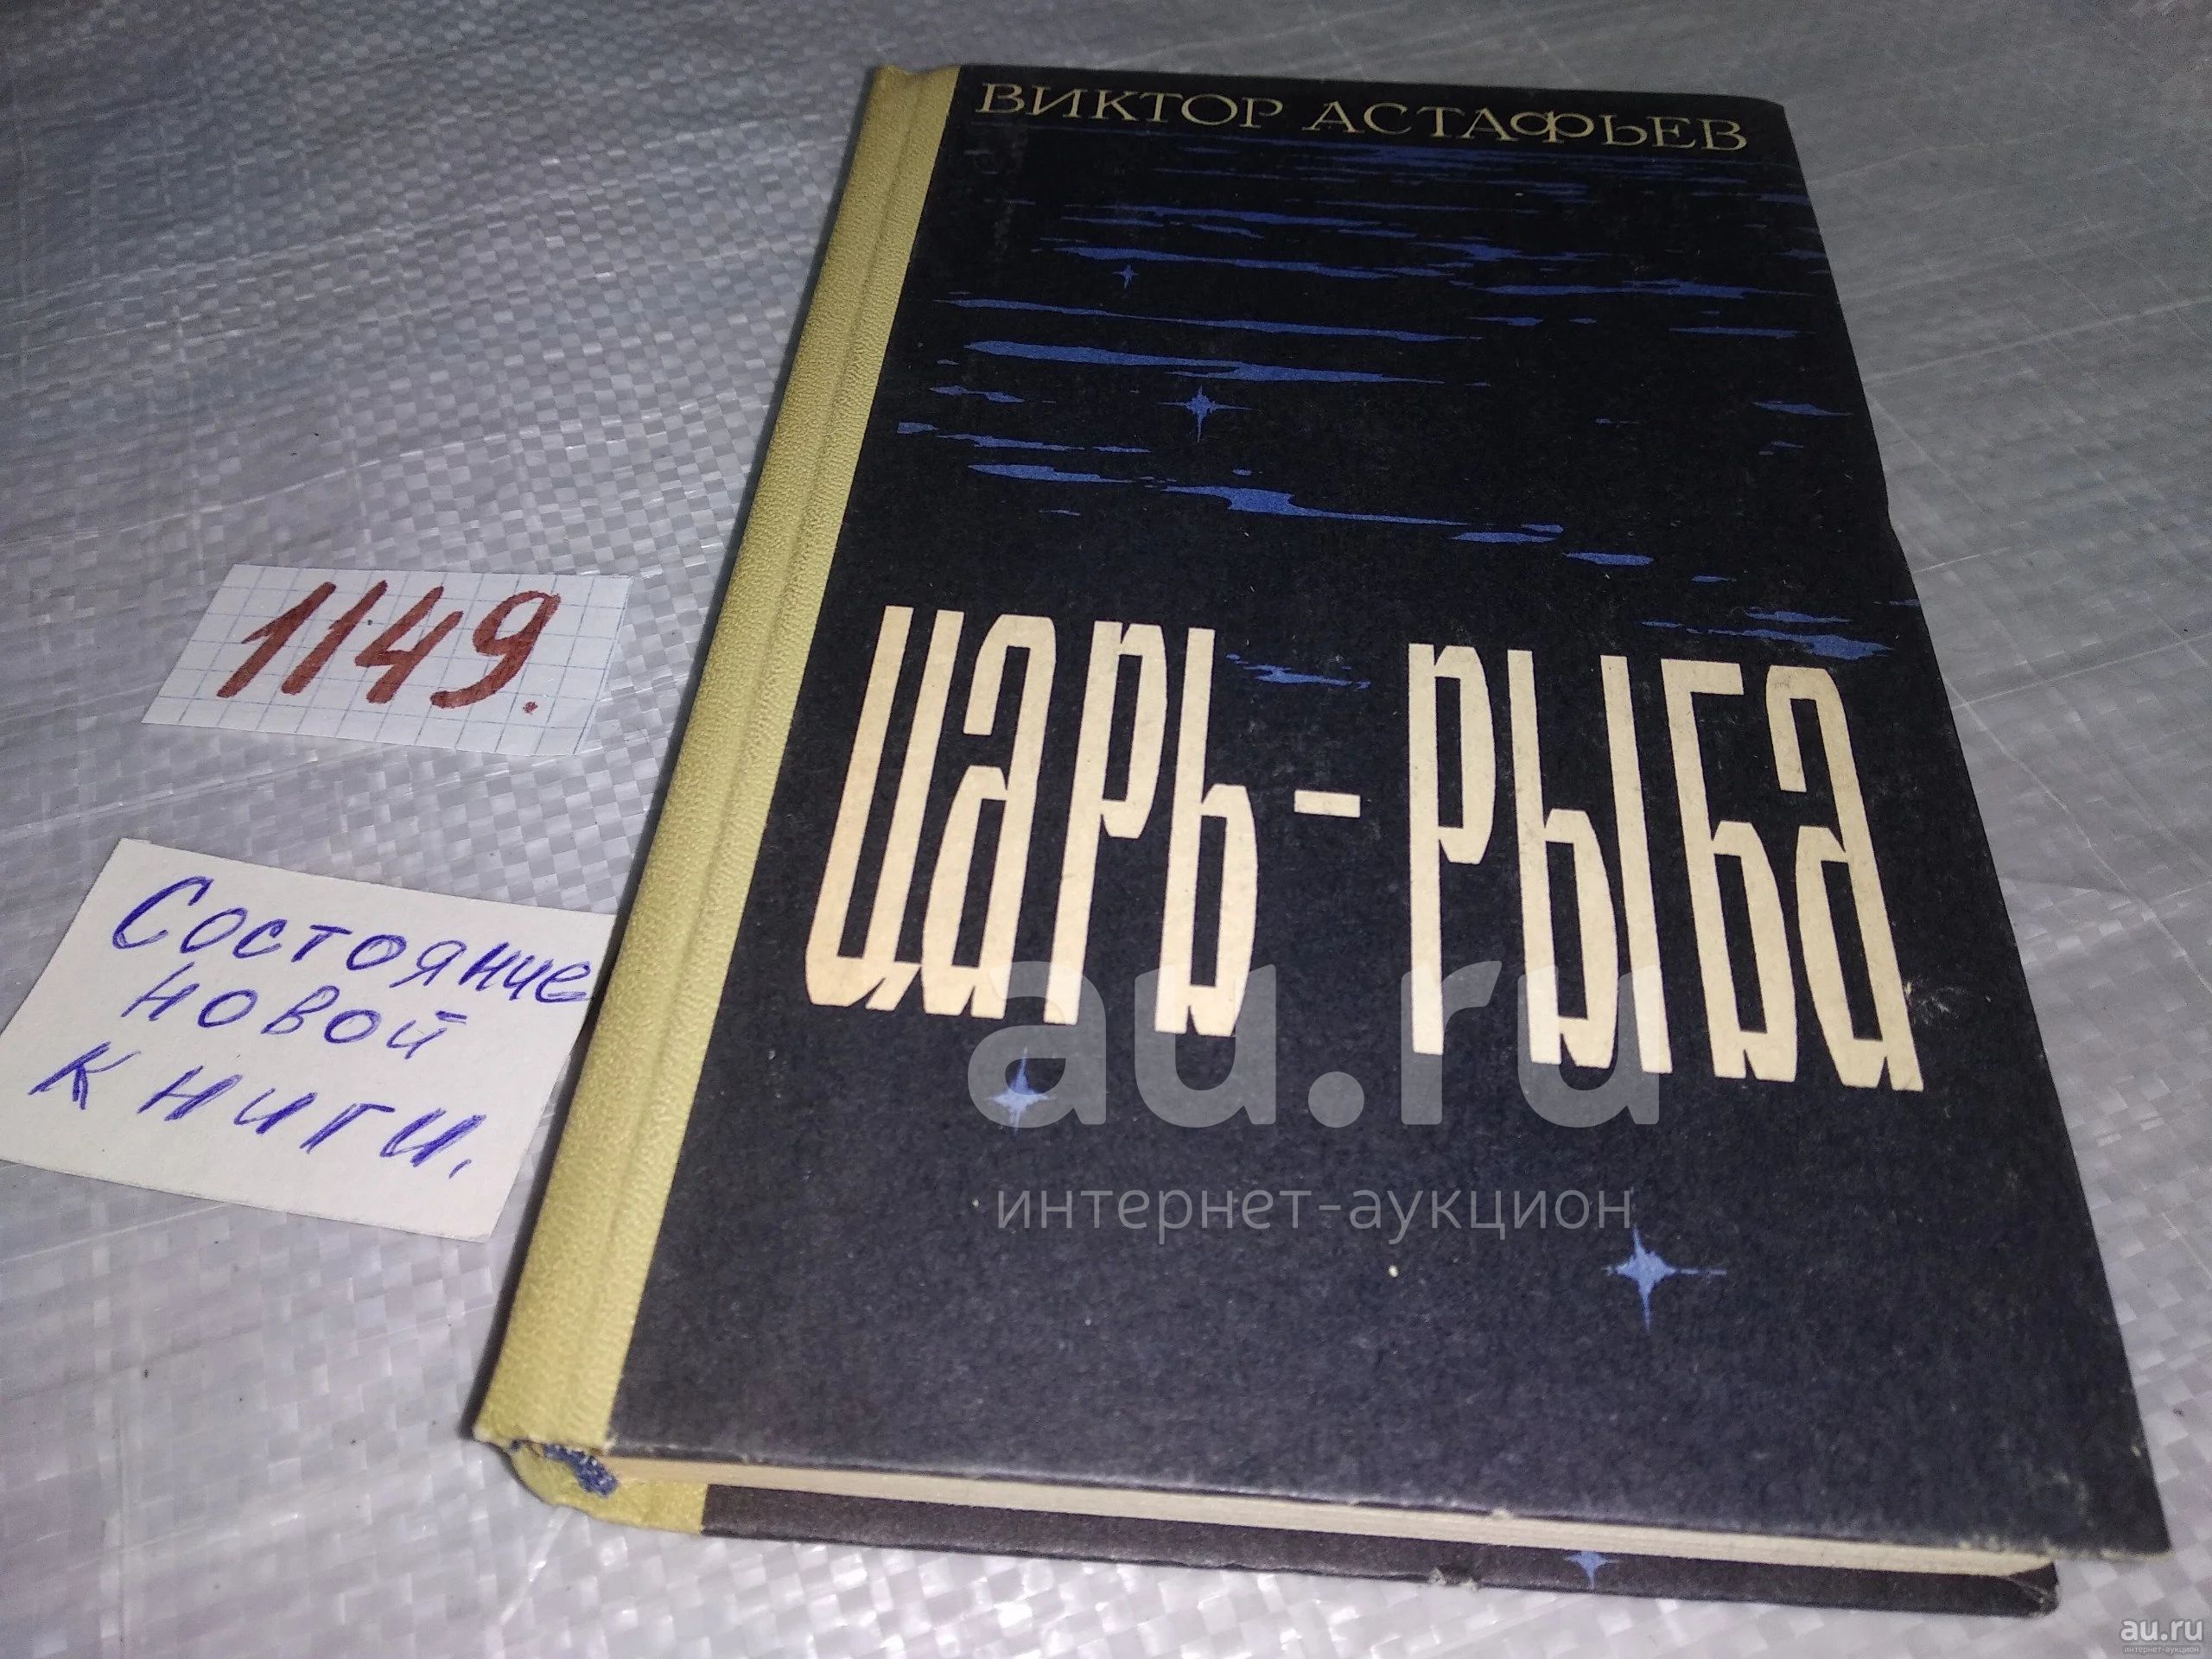 ВИКТОР АСТАФЬЕВ
1149.
ЦАРЬ-РЫБА
Состояние
новой
книги.
au.ru
интернет-аукцион
au.ru
интернет-аукцион